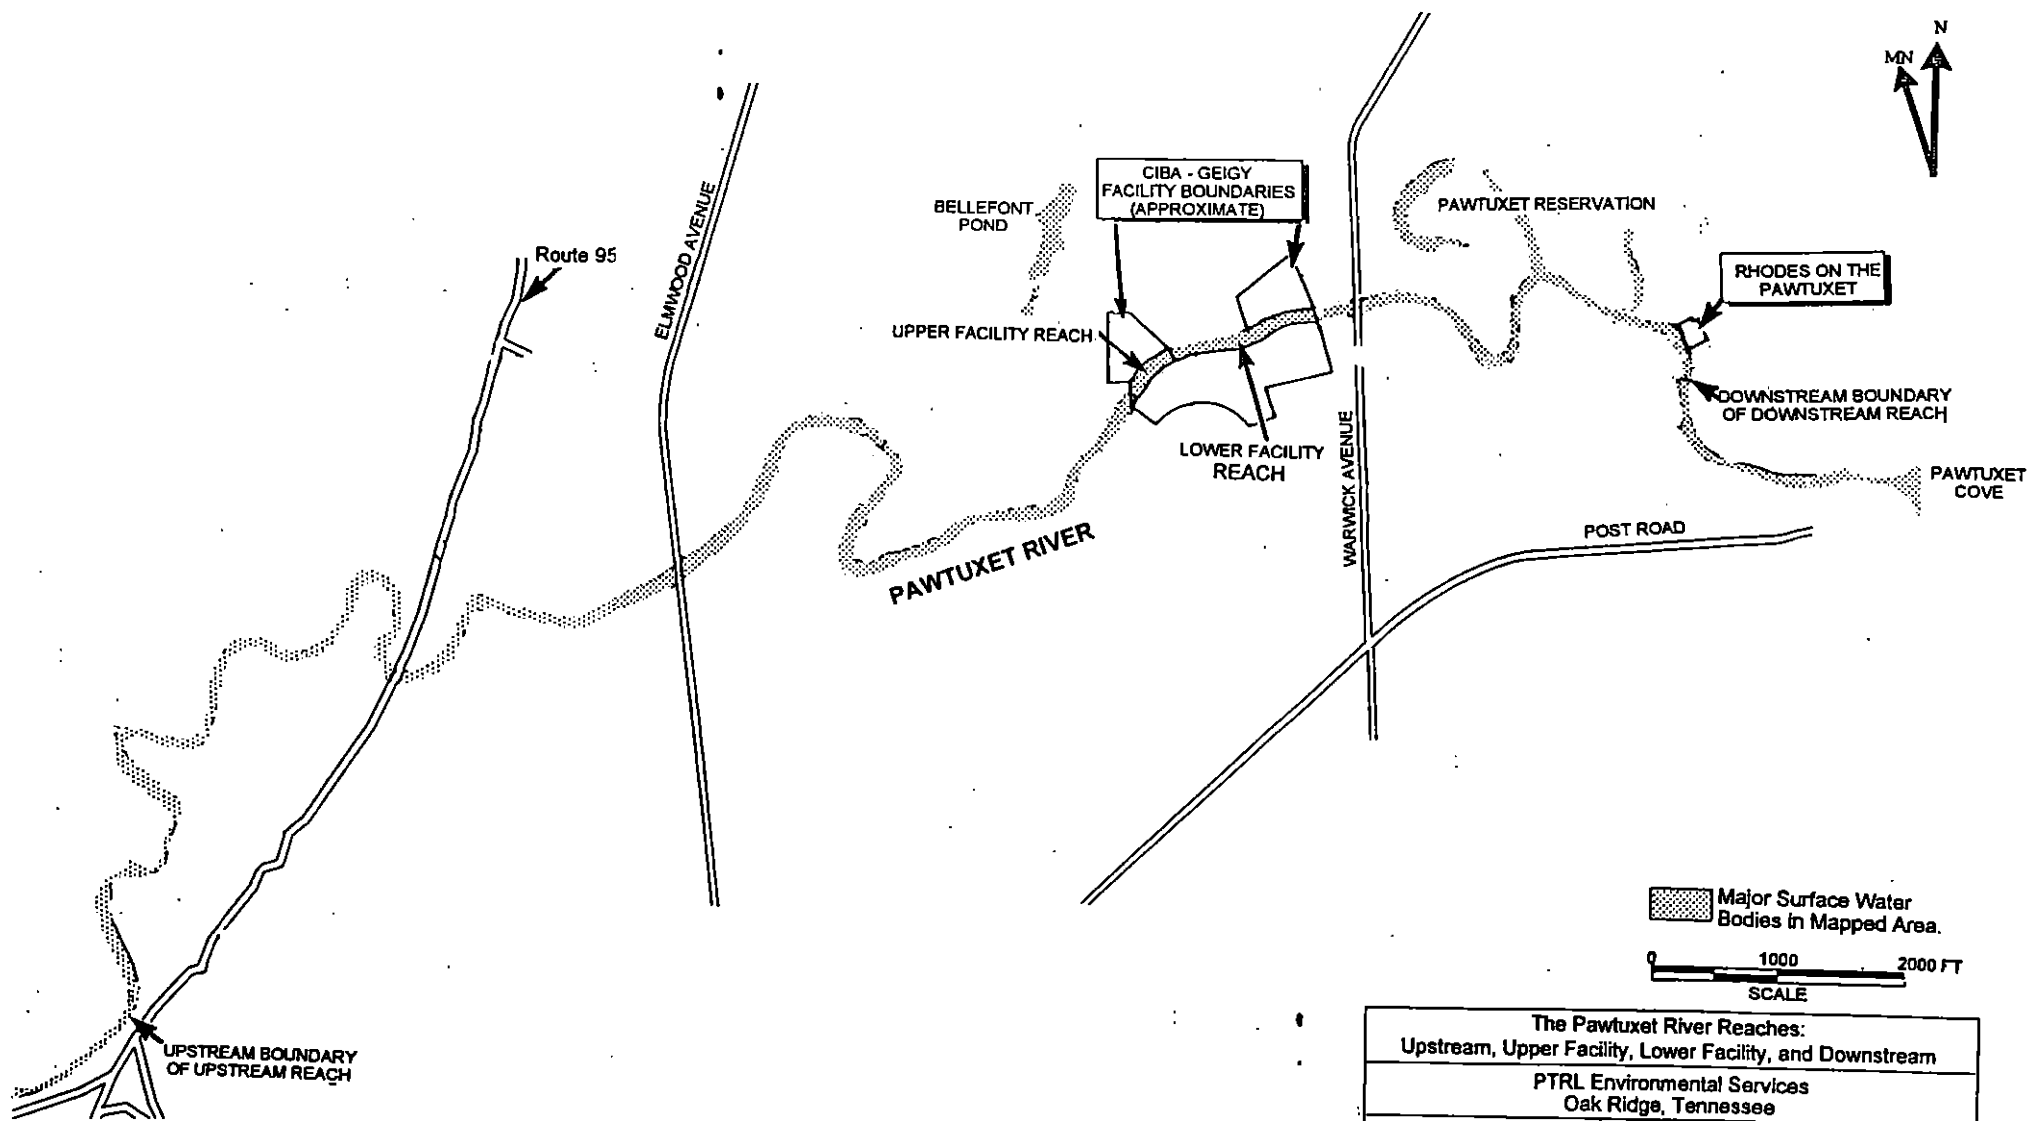 N
MN
CIBA - GEIGY
FACILITY BOUNDARIES
(APPROXIMATE)
BELLEFONT
POND
PAWTUXET RESERVATION
ELMWOOD AVENUE
Route 95
RHODES ON THE
PAWTUXET
UPPER FACILITY REACH
DOWNSTREAM BOUNDARY
OF DOWNSTREAM REACH
LOWER FACILITY
REACH
WARWICK AVENUE
PAWTUXET
COVE
POST ROAD
PAWTUXET RIVER
Major Surface Water
Bodies in Mapped Area.
0 1000 2000 FT
SCALE
UPSTREAM BOUNDARY
OF UPSTREAM REACH
The Pawtuxet River Reaches:
Upstream, Upper Facility, Lower Facility, and Downstream
PTRL Environmental Services
Oak Ridge, Tennessee